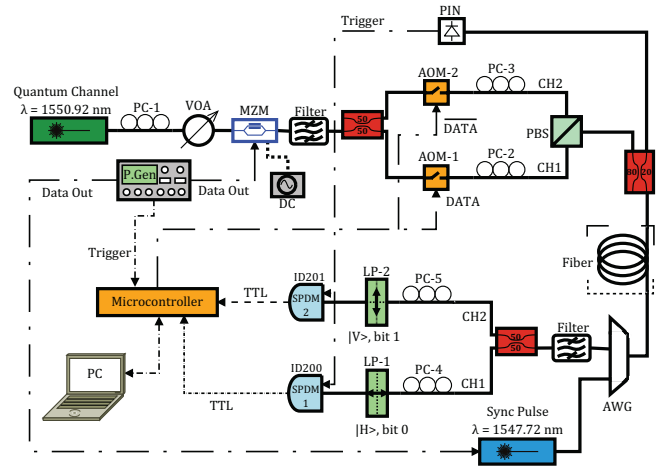 PIN
Trigger
Quantum Channel
λ = 1550.92 nm
PC-1
VOA
MZM
Filter
50
50
AOM-2
PC-3
CH2
DATA
PBS
AOM-1
PC-2
CH1
DATA
80
20
P.Gen
Data Out
Data Out
DC
Trigger
Fiber
ID201
LP-2
PC-5
Microcontroller
TTL
SPDM
2
CH2
|V>, bit 1
50
50
Filter
PC
ID200
LP-1
PC-4
TTL
SPDM
1
CH1
|H>, bit 0
AWG
Sync Pulse
λ = 1547.72 nm